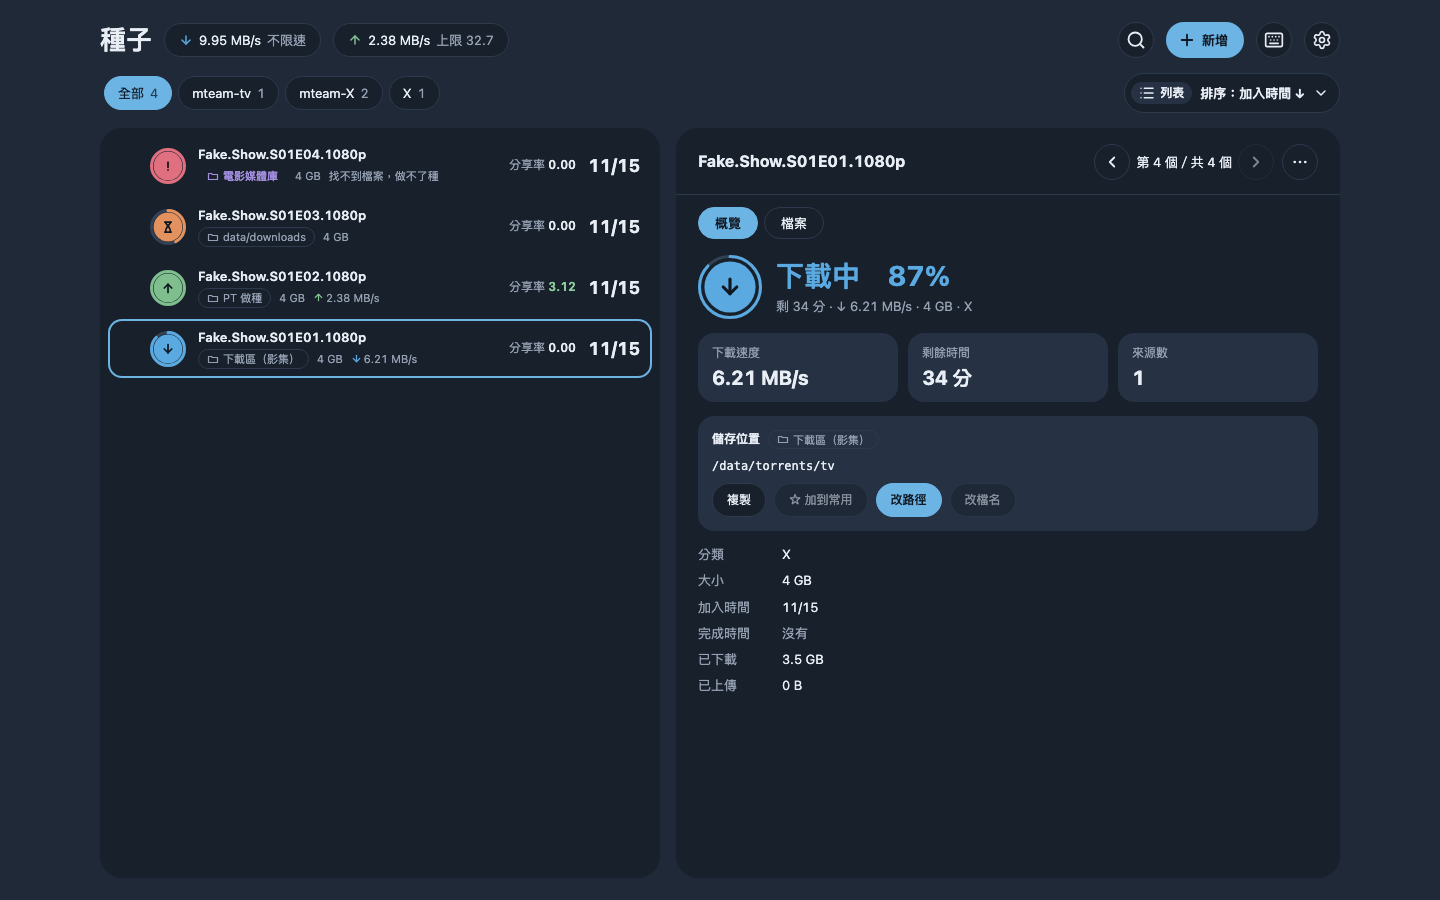 種子 9.95 MB/s 不限速 2.38 MB/s 上限 32.7 新增
全部 4 mteam-tv 1 mteam-X 2 X 1 列表 排序：加入時間
Fake.Show.S01E04.1080p
電影媒體庫 4 GB 找不到檔案，做不了種
分享率 0.00 11/15
Fake.Show.S01E03.1080p
data/downloads 4 GB
分享率 0.00 11/15
Fake.Show.S01E02.1080p
PT 做種 4 GB 2.38 MB/s
分享率 3.12 11/15
Fake.Show.S01E01.1080p
下載區（影集） 4 GB 6.21 MB/s
分享率 0.00 11/15
Fake.Show.S01E01.1080p 第 4 個 / 共 4 個
概覽 檔案
下載中 87%
剩 34 分 · ↓ 6.21 MB/s · 4 GB · X
下載速度 剩餘時間 來源數
6.21 MB/s 34 分 1
儲存位置 下載區（影集）
/data/torrents/tv
複製 加到常用 改路徑 改檔名
分類 X
大小 4 GB
加入時間 11/15
完成時間 沒有
已下載 3.5 GB
已上傳 0 B